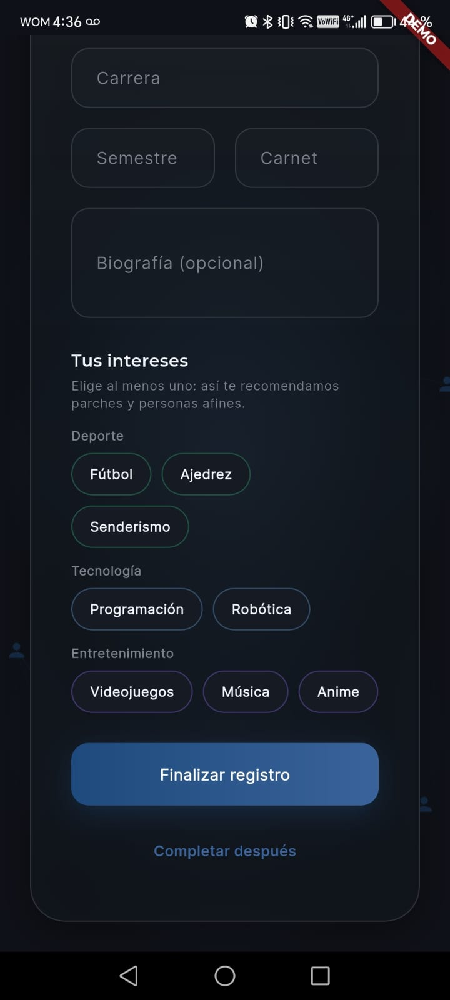 WOM 4:36
VoWiFi 4G+
DEMO
Carrera
Semestre Carnet
Biografía (opcional)
Tus intereses
Elige al menos uno: así te recomendamos
parches y personas afines.
Deporte
Fútbol Ajedrez
Senderismo
Tecnología
Programación Robótica
Entretenimiento
Videojuegos Música Anime
Finalizar registro
Completar después